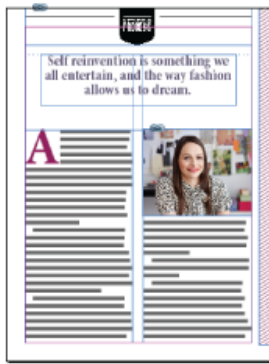 Self reinvention is something we
all entertain, and the way fashion
allows us to dream.
A